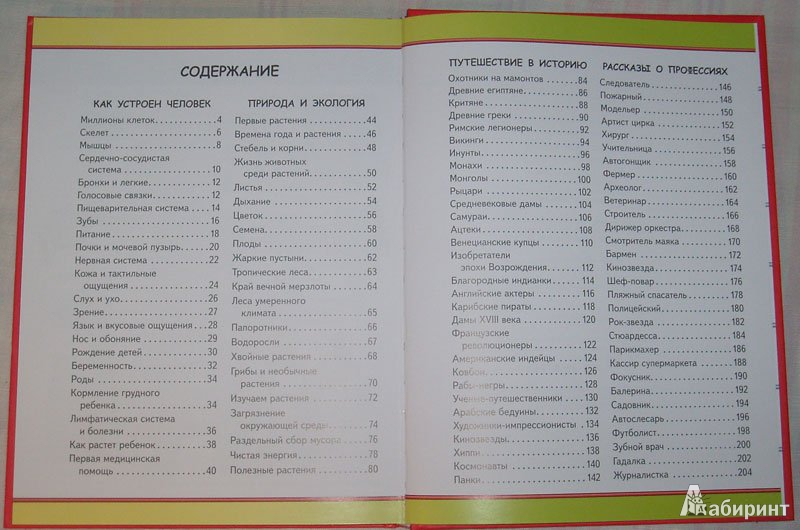 СОДЕРЖАНИЕ
КАК УСТРОЕН ЧЕЛОВЕК
Миллионы клеток 4
Скелет 6
Мышцы 8
Сердечно-сосудистая
система 10
Бронхи и легкие 12
Голосовые связки 12
Пищеварительная система 14
Зубы 16
Питание 18
Почки и мочевой пузырь 20
Нервная система 22
Кожа и тактильные
ощущения 24
Слух и ухо 26
Зрение 27
Язык и вкусовые ощущения 28
Нос и обоняние 29
Рождение детей 30
Беременность 32
Роды 34
Кормление грудного
ребенка 34
Лимфатическая система
и болезни 36
Как растет ребенок 38
Первая медицинская
помощь 40
ПРИРОДА И ЭКОЛОГИЯ
Первые растения 44
Времена года и растения 46
Стебель и корни 48
Жизнь животных
среди растений 50
Листья 52
Дыхание 54
Цветок 56
Семена 58
Плоды 60
Жаркие пустыни 62
Тропические леса 63
Край вечной мерзлоты 64
Леса умеренного
климата 65
Папоротники 66
Водоросли 67
Хвойные растения 68
Грибы и необычные
растения 70
Изучаем растения 72
Загрязнение
окружающей среды 74
Раздельный сбор мусора 76
Чистая энергия 78
Полезные растения 80
ПУТЕШЕСТВИЕ В ИСТОРИЮ
Охотники на мамонтов 84
Древние египтяне 86
Критяне 88
Древние греки 90
Римские легионеры 92
Викинги 94
Инуиты 96
Монахи 98
Монголы 100
Рыцари 102
Средневековые дамы 104
Самураи 106
Ацтеки 108
Венецианские купцы 110
Изобретатели
эпохи Возрождения 112
Благородные индианки 114
Английские актеры 116
Карибские пираты 118
Дамы XVIII века 120
Французские
революционеры 122
Американские индейцы 124
Ковбои 126
Рабы-негры 128
Ученые-путешественники 130
Арабские бедуины 132
Художники-импрессионисты 134
Кинозвезды 136
Хиппи 138
Космонавты 140
Панки 142
РАССКАЗЫ О ПРОФЕССИЯХ
Следователь 146
Пожарный 148
Модельер 150
Артист цирка 152
Хирург 154
Учительница 156
Автогонщик 158
Фермер 160
Археолог 162
Ветеринар 164
Строитель 166
Дирижер оркестра 168
Смотритель маяка 170
Бармен 172
Кинозвезда 174
Шеф-повар 176
Пляжный спасатель 178
Полицейский 180
Рок-звезда 182
Стюардесса 184
Парикмахер 186
Кассир супермаркета 188
Фокусник 190
Балерина 192
Садовник 194
Автослесарь 196
Футболист 198
Зубной врач 200
Гадалка 202
Журналистка 204
Лабиринт